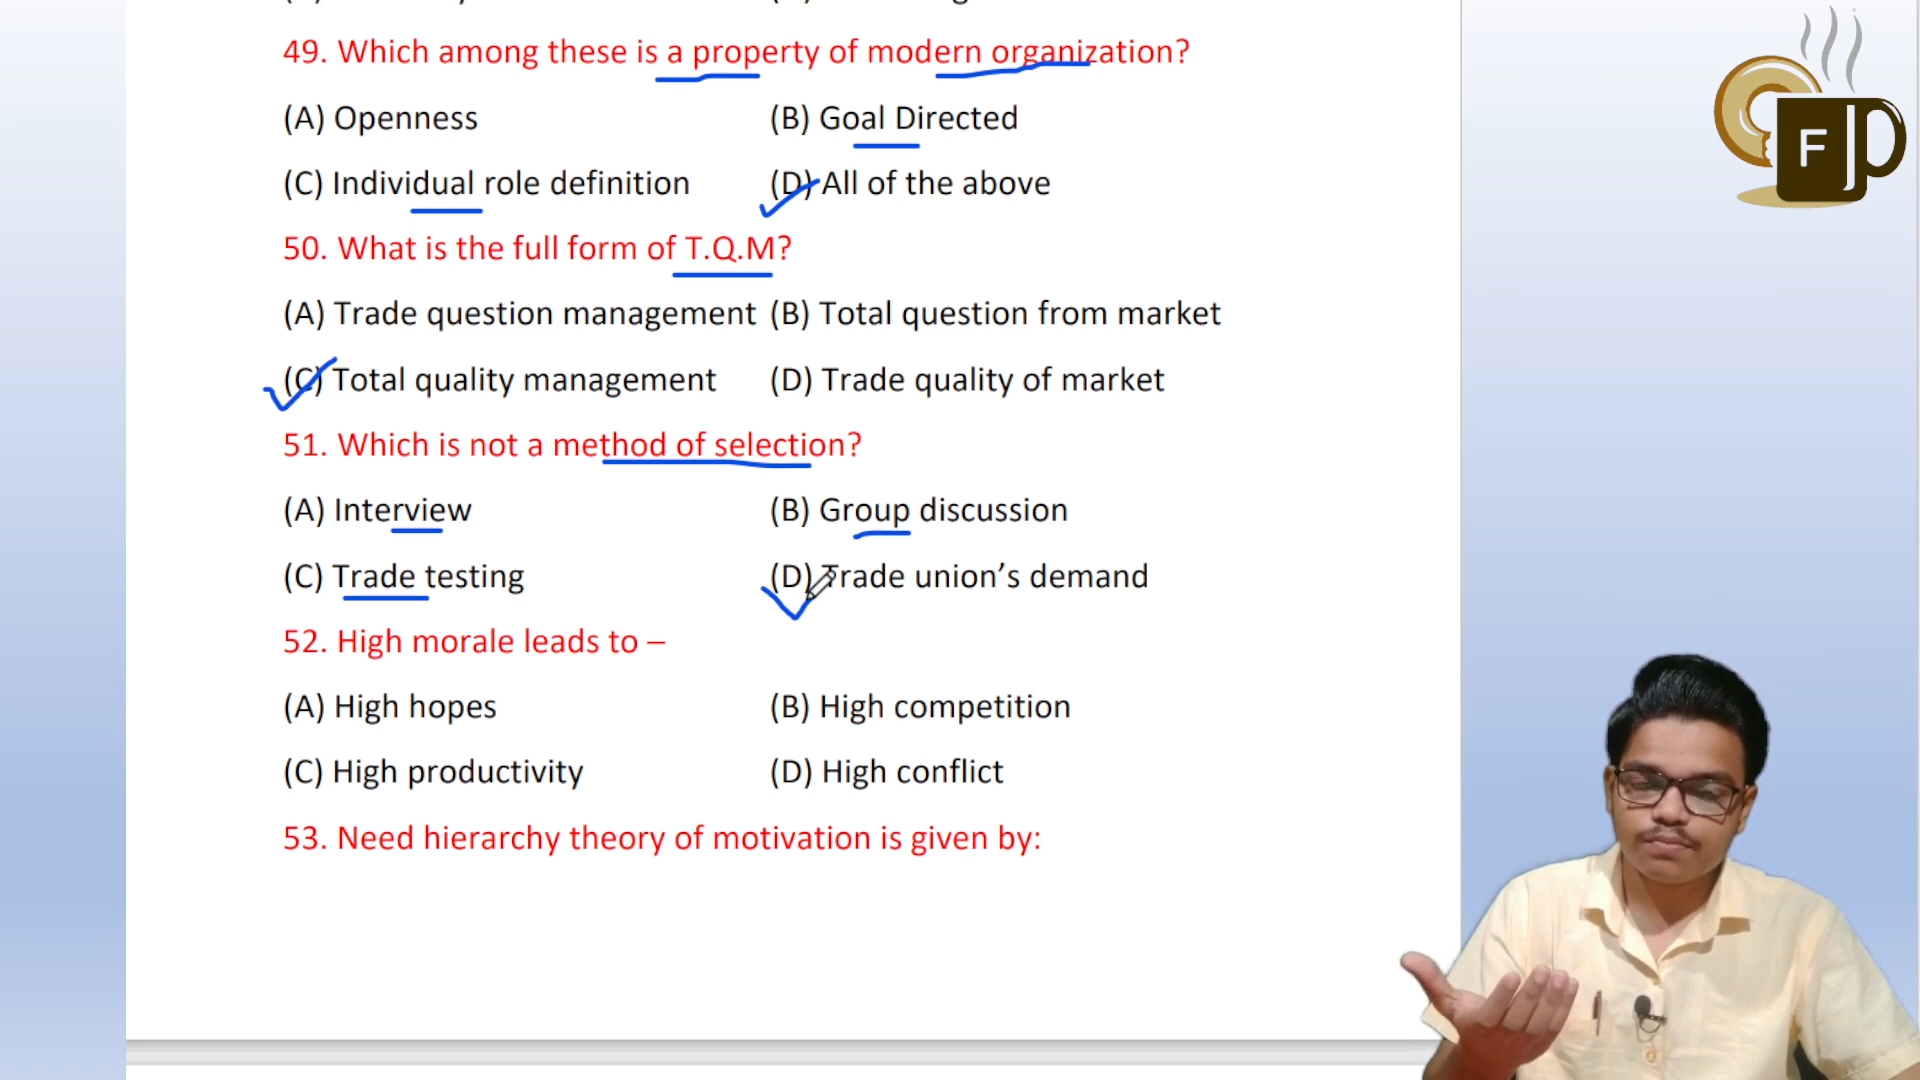 49. Which among these is a property of modern organization?
(A) Openness (B) Goal Directed
(C) Individual role definition (D) All of the above
50. What is the full form of T.Q.M?
(A) Trade question management (B) Total question from market
(C) Total quality management (D) Trade quality of market
51. Which is not a method of selection?
(A) Interview (B) Group discussion
(C) Trade testing (D) Trade union’s demand
52. High morale leads to –
(A) High hopes (B) High competition
(C) High productivity (D) High conflict
53. Need hierarchy theory of motivation is given by:
F J